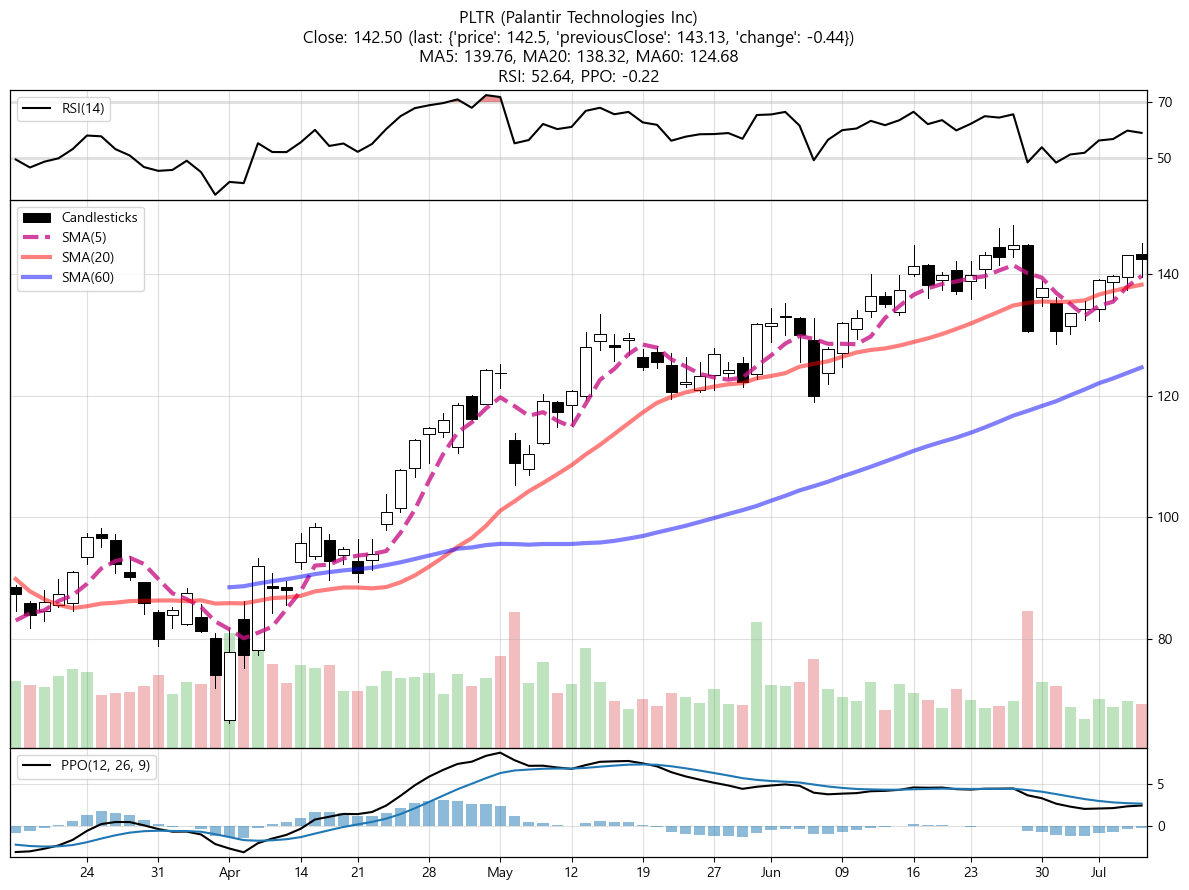 PLTR (Palantir Technologies Inc)
Close: 142.50 (last: {'price': 142.5, 'previousClose': 143.13, 'change': -0.44})
MA5: 139.76, MA20: 138.32, MA60: 124.68
RSI: 52.64, PPO: -0.22
RSI(14)
70
50
Candlesticks
SMA(5)
SMA(20)
SMA(60)
140
120
100
80
PPO(12, 26, 9)
5
0
24 31 Apr 14 21 28 May 12 19 27 Jun 09 16 23 30 Jul